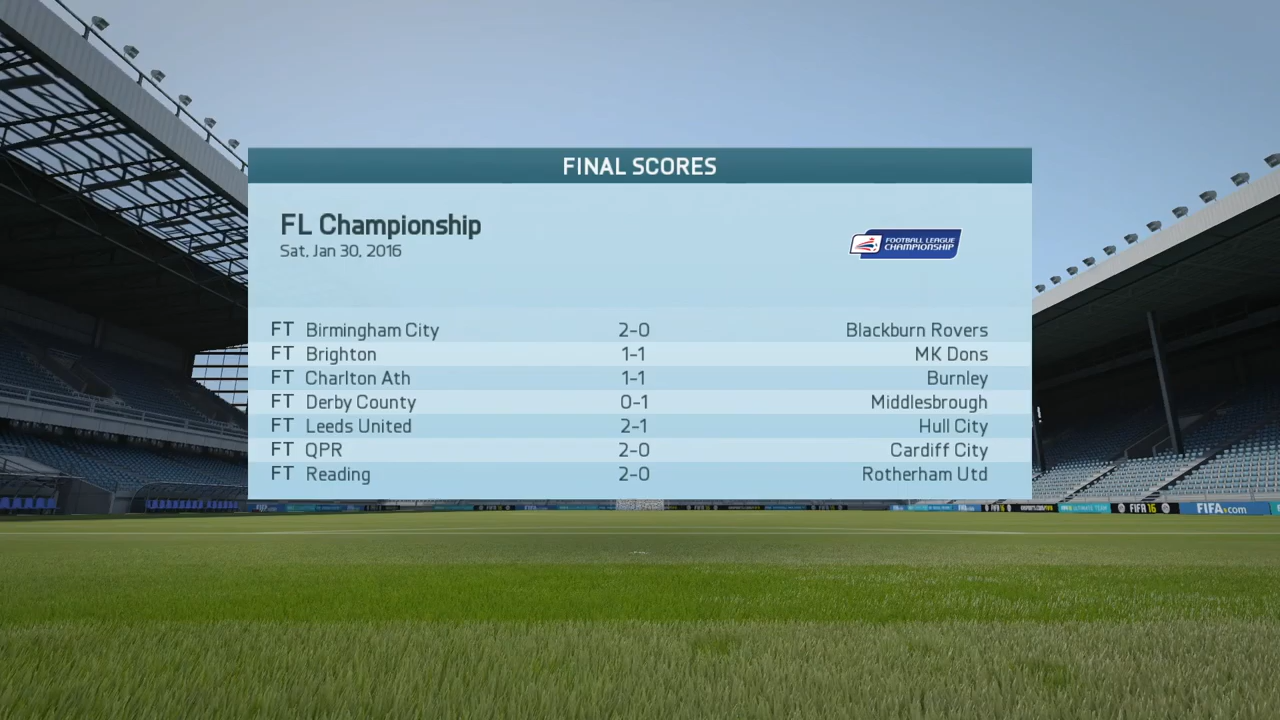 FINAL SCORES
FL Championship
Sat, Jan 30, 2016
FOOTBALL LEAGUE
CHAMPIONSHIP
FT Birmingham City 2-0 Blackburn Rovers
FT Brighton 1-1 MK Dons
FT Charlton Ath 1-1 Burnley
FT Derby County 0-1 Middlesbrough
FT Leeds United 2-1 Hull City
FT QPR 2-0 Cardiff City
FT Reading 2-0 Rotherham Utd
FIFA 16 FIFA.com